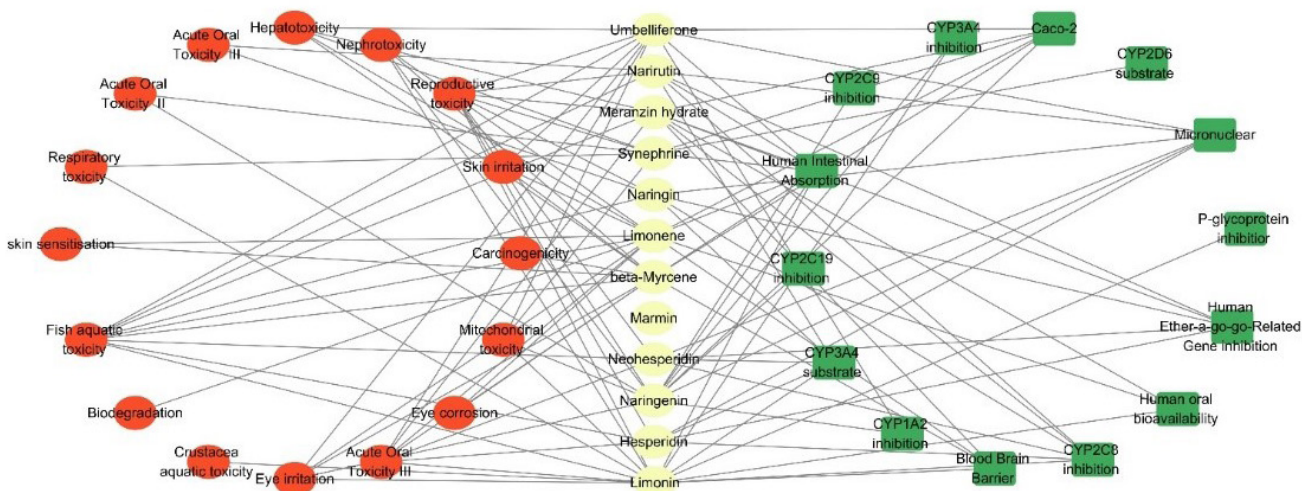 Hepatotoxicity
Acute Oral
Toxicity III
Nephrotoxicity
Acute Oral
Toxicity II
Reproductive
toxicity
Respiratory
toxicity
Skin irritation
skin sensitisation
Carcinogenicity
Fish aquatic
toxicity
Mitochondrial
toxicity
Biodegradation
Eye corrosion
Crustacea
aquatic toxicity
Eye irritation
Acute Oral
Toxicity III
Umbelliferone
Narirutin
Meranzin hydrate
Synephrine
Naringin
Limonene
beta-Myrcene
Marmin
Neohesperidin
Naringenin
Hesperidin
Limonin
CYP3A4
inhibition
Caco-2
CYP2C9
inhibition
CYP2D6
substrate
Micronuclear
Human Intestinal
Absorption
P-glycoprotein
inhibitior
CYP2C19
inhibition
Human
Ether-a-go-go-Related
Gene inhibition
CYP3A4
substrate
Human oral
bioavailability
CYP1A2
inhibition
Blood Brain
Barrier
CYP2C8
inhibition